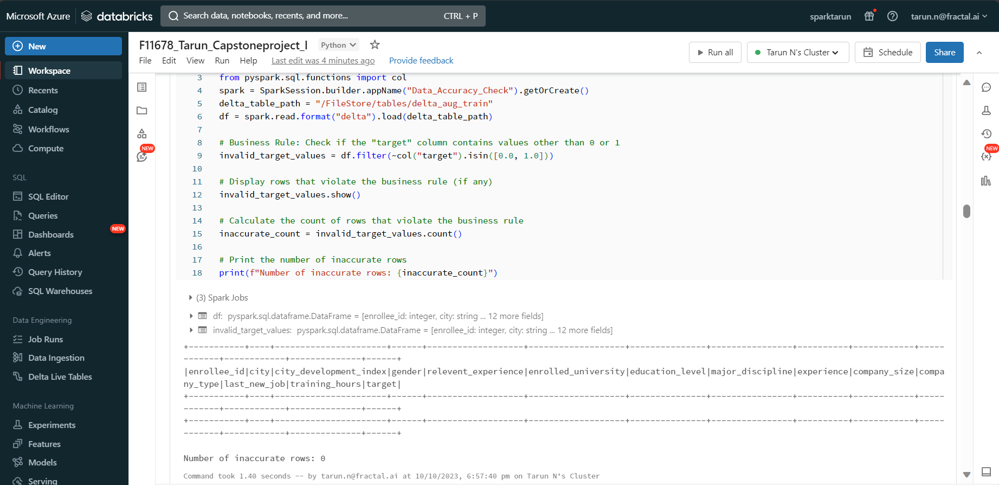 Microsoft Azure databricks Search data, notebooks, recents, and more... CTRL + P sparktarun tarun.n@fractal.ai
New
Workspace
Recents
Catalog
Workflows
Compute
SQL
SQL Editor
Queries
Dashboards NEW
Alerts
Query History
SQL Warehouses
Data Engineering
Job Runs
Data Ingestion
Delta Live Tables
Machine Learning
Experiments
Features
Models
Serving
F11678_Tarun_Capstoneproject_I Python
File Edit View Run Help Last edit was 4 minutes ago Provide feedback
Run all Tarun N's Cluster Schedule Share
NEW
NEW
3 from pyspark.sql.functions import col
4 spark = SparkSession.builder.appName("Data_Accuracy_Check").getOrCreate()
5 delta_table_path = "/FileStore/tables/delta_aug_train"
6 df = spark.read.format("delta").load(delta_table_path)
7
8 # Business Rule: Check if the "target" column contains values other than 0 or 1
9 invalid_target_values = df.filter(~col("target").isin([0.0, 1.0]))
10
11 # Display rows that violate the business rule (if any)
12 invalid_target_values.show()
13
14 # Calculate the count of rows that violate the business rule
15 inaccurate_count = invalid_target_values.count()
16
17 # Print the number of inaccurate rows
18 print(f"Number of inaccurate rows: {inaccurate_count}")
(3) Spark Jobs
df: pyspark.sql.dataframe.DataFrame = [enrollee_id: integer, city: string ... 12 more fields]
invalid_target_values: pyspark.sql.dataframe.DataFrame = [enrollee_id: integer, city: string ... 12 more fields]
+-----------+----+----------------------+------+-------------------+-------------------+---------------+----------------+----------+------------+-----
-------+------------+--------------+------+
|enrollee_id|city|city_development_index|gender|relevent_experience|enrolled_university|education_level|major_discipline|experience|company_size|compa
ny_type|last_new_job|training_hours|target|
+-----------+----+----------------------+------+-------------------+-------------------+---------------+----------------+----------+------------+-----
-------+------------+--------------+------+
+-----------+----+----------------------+------+-------------------+-------------------+---------------+----------------+----------+------------+-----
-------+------------+--------------+------+
Number of inaccurate rows: 0
Command took 1.40 seconds -- by tarun.n@fractal.ai at 10/10/2023, 6:57:40 pm on Tarun N's Cluster